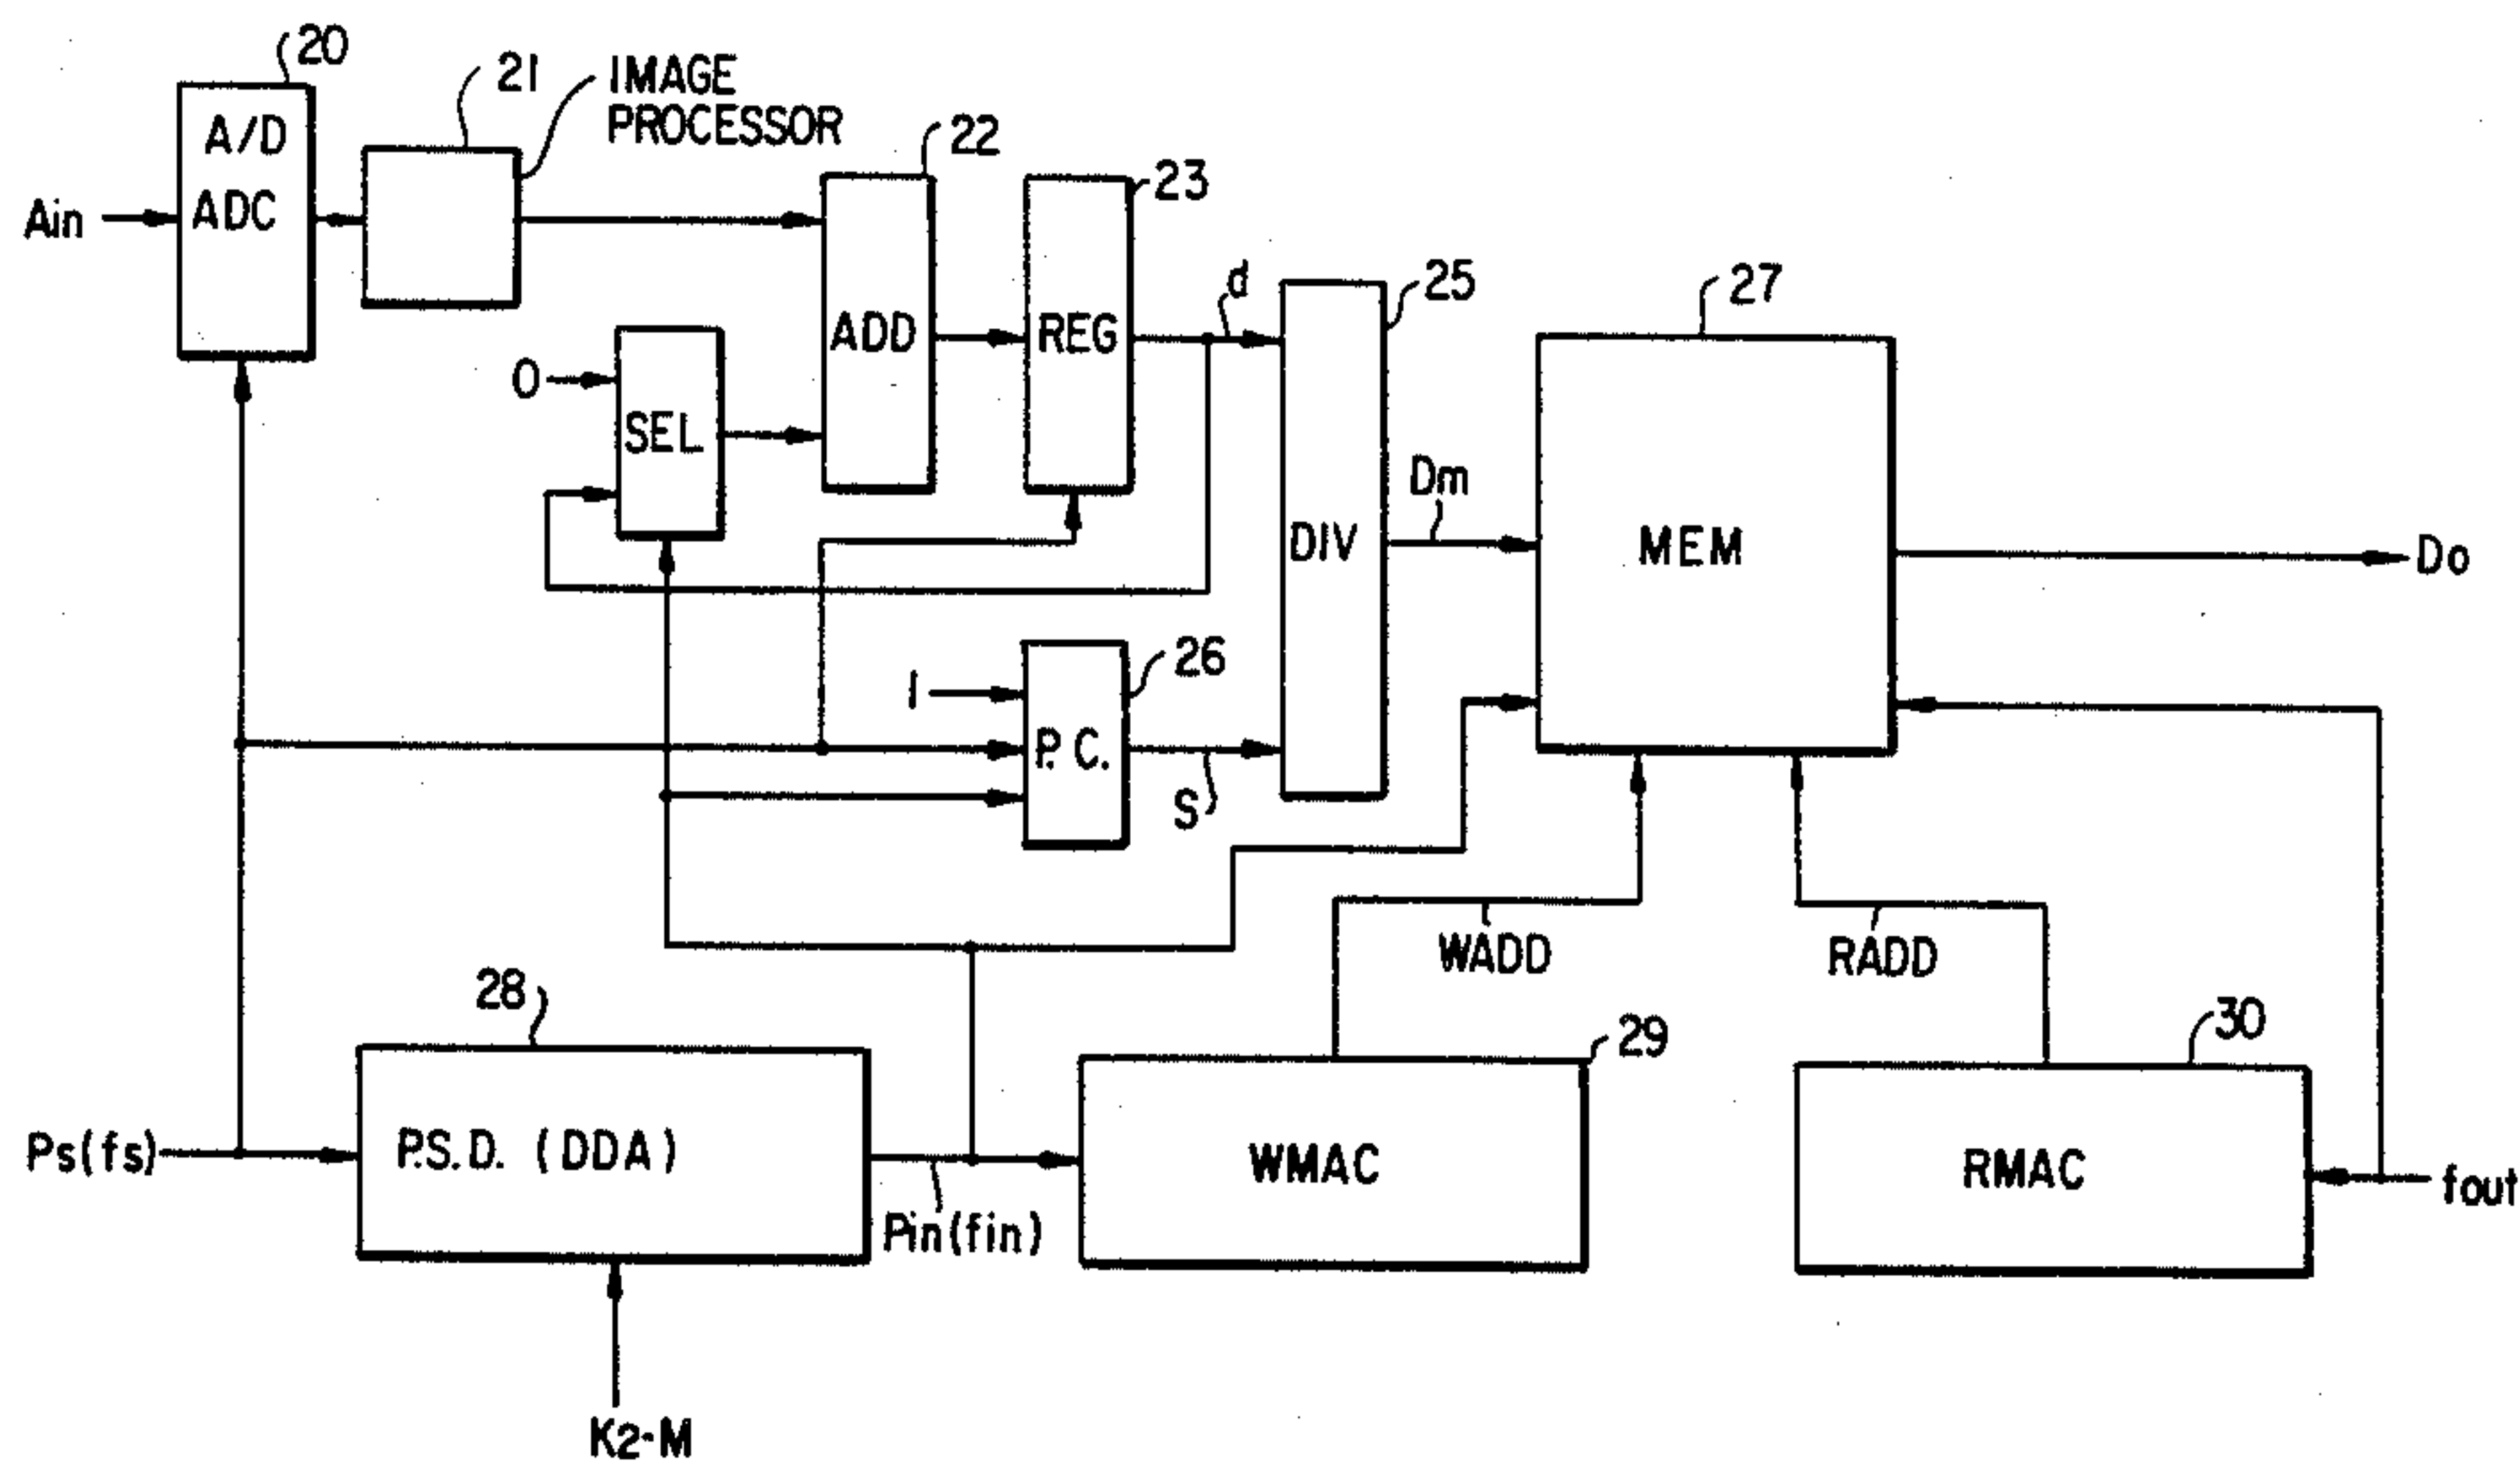 20
21
IMAGE
PROCESSOR
22
23
A/D
ADC
Ain
ADD
REG
d
25
27
O
SEL
Dm
DIV
MEM
Do
26
1
P.C.
S
WADD
RADD
28
29
30
Ps(fs)
P.S.D. (DDA)
Pin(fin)
WMAC
RMAC
fout
K2-M